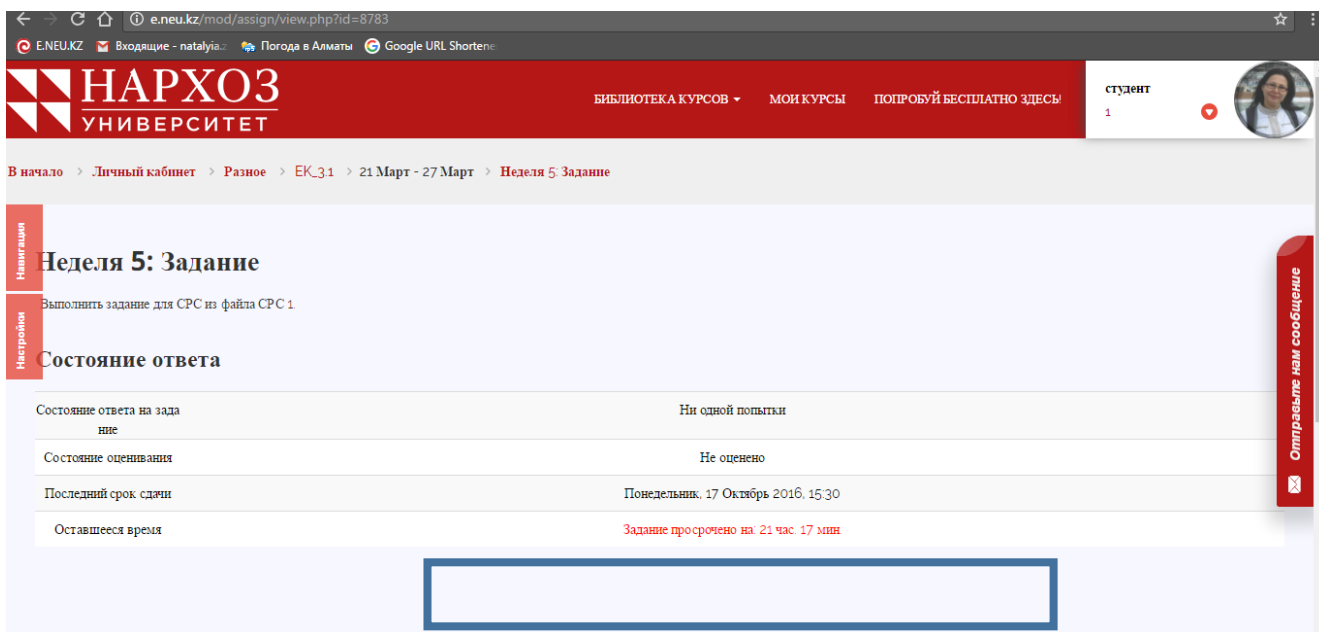 e.neu.kz/mod/assign/view.php?id=8783
E.NEU.KZ Входящие - natalyia.z Погода в Алматы Google URL Shortene
НАРХОЗ
УНИВЕРСИТЕТ
БИБЛИОТЕКА КУРСОВ МОИ КУРСЫ ПОПРОБУЙ БЕСПЛАТНО ЗДЕСЬ!
студент
1
В начало > Личный кабинет > Разное > EK_3.1 > 21 Март - 27 Март > Неделя 5: Задание
Навигация
Настройки
Неделя 5: Задание
Выполнить задание для СРС из файла СРС 1.
Состояние ответа
Состояние ответа на зада
ние
Ни одной попытки
Состояние оценивания Не оценено
Последний срок сдачи Понедельник, 17 Октябрь 2016, 15:30
Оставшееся время Задание просрочено на: 21 час. 17 мин.
Отправьте нам сообщение